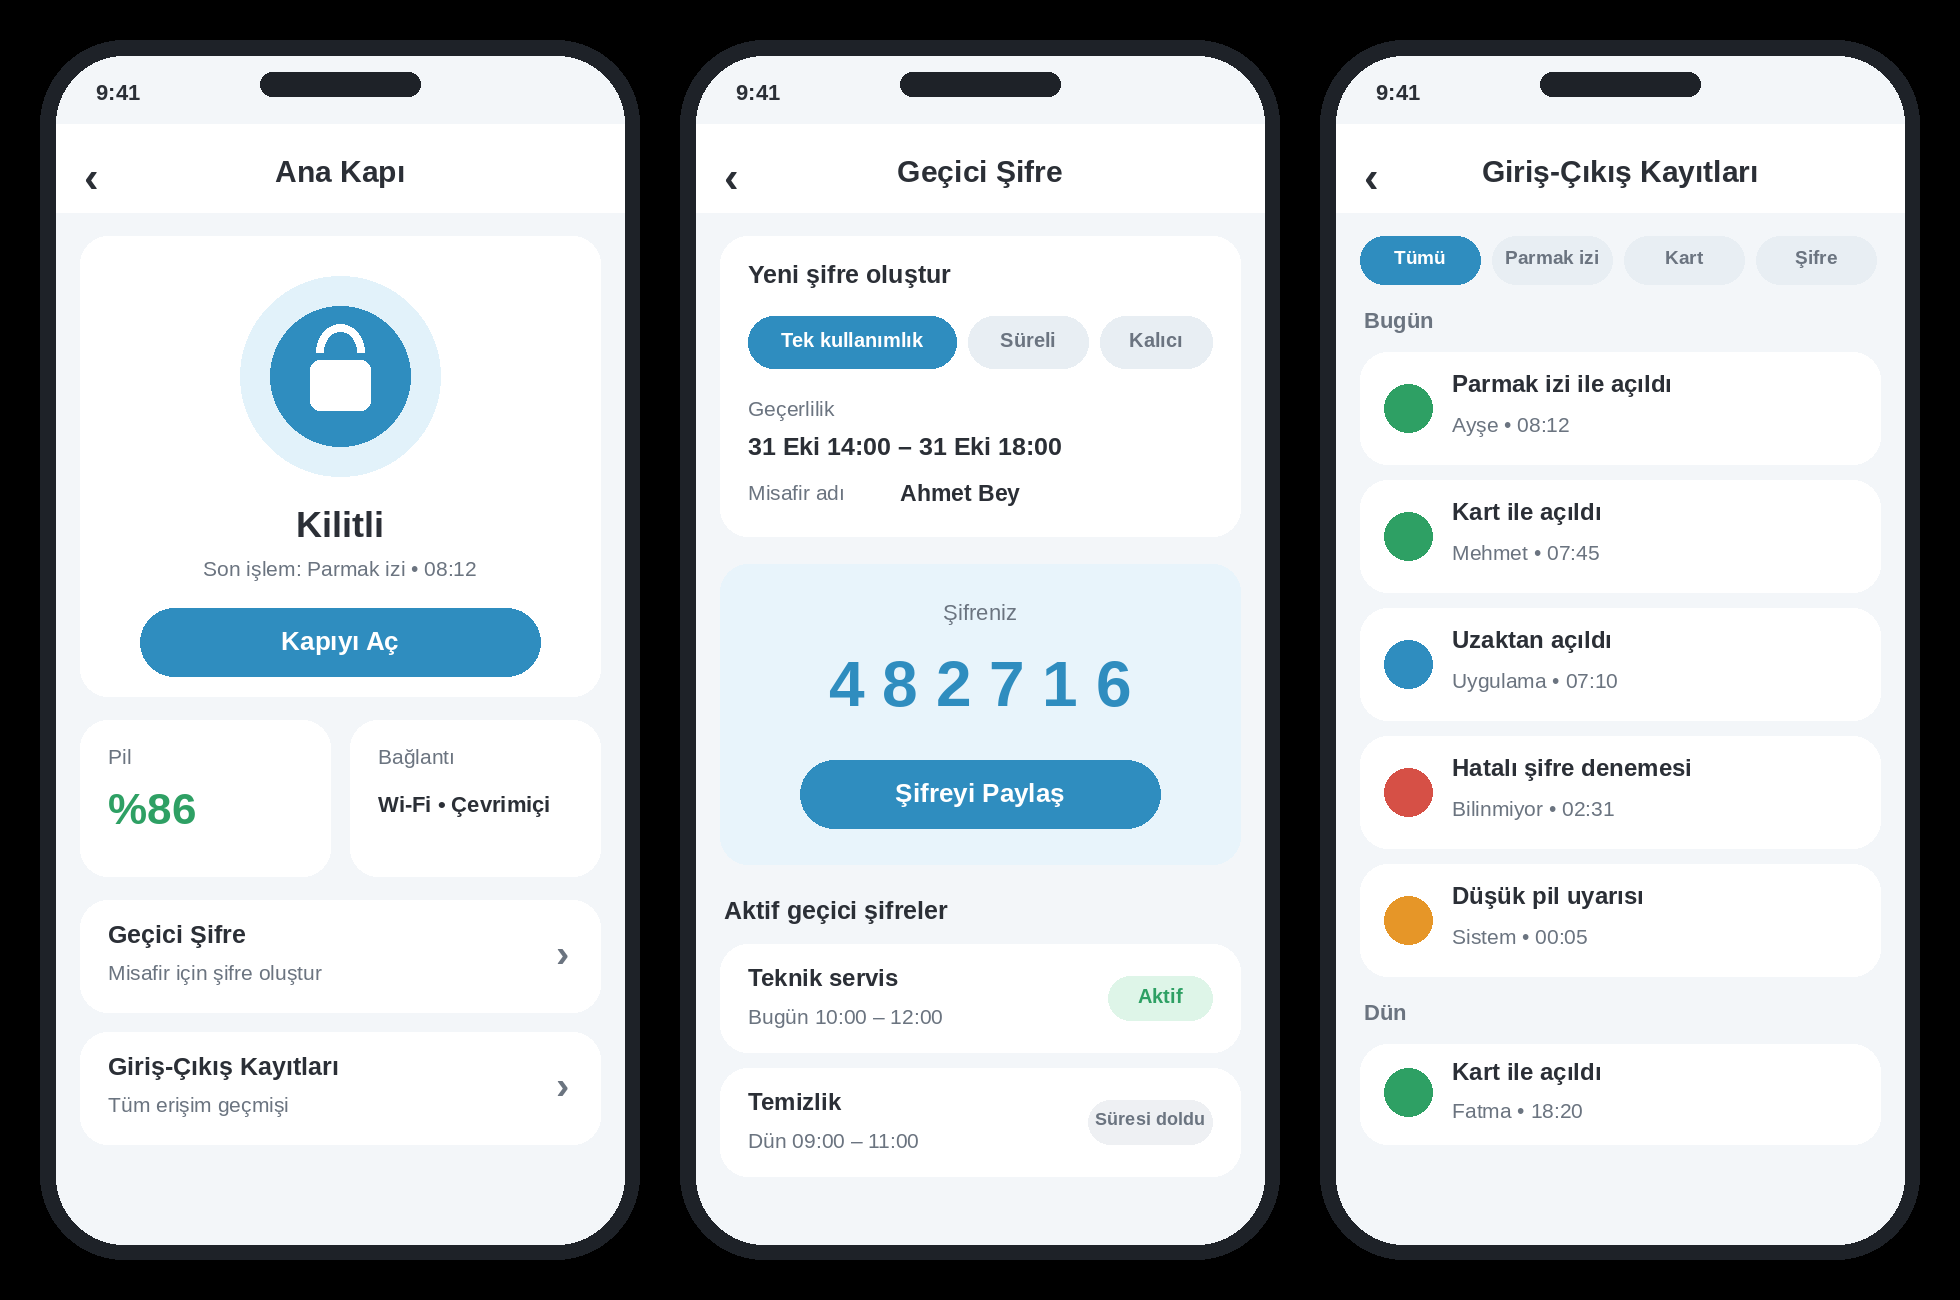 9:41
‹ Ana Kapı
Kilitli
Son işlem: Parmak izi • 08:12
Kapıyı Aç
Pil
%86
Bağlantı
Wi-Fi • Çevrimiçi
Geçici Şifre
Misafir için şifre oluştur
›
Giriş-Çıkış Kayıtları
Tüm erişim geçmişi
›
9:41
‹ Geçici Şifre
Yeni şifre oluştur
Tek kullanımlık Süreli Kalıcı
Geçerlilik
31 Eki 14:00 – 31 Eki 18:00
Misafir adı Ahmet Bey
Şifreniz
4 8 2 7 1 6
Şifreyi Paylaş
Aktif geçici şifreler
Teknik servis
Bugün 10:00 – 12:00
Aktif
Temizlik
Dün 09:00 – 11:00
Süresi doldu
9:41
‹ Giriş-Çıkış Kayıtları
Tümü Parmak izi Kart Şifre
Bugün
Parmak izi ile açıldı
Ayşe • 08:12
Kart ile açıldı
Mehmet • 07:45
Uzaktan açıldı
Uygulama • 07:10
Hatalı şifre denemesi
Bilinmiyor • 02:31
Düşük pil uyarısı
Sistem • 00:05
Dün
Kart ile açıldı
Fatma • 18:20